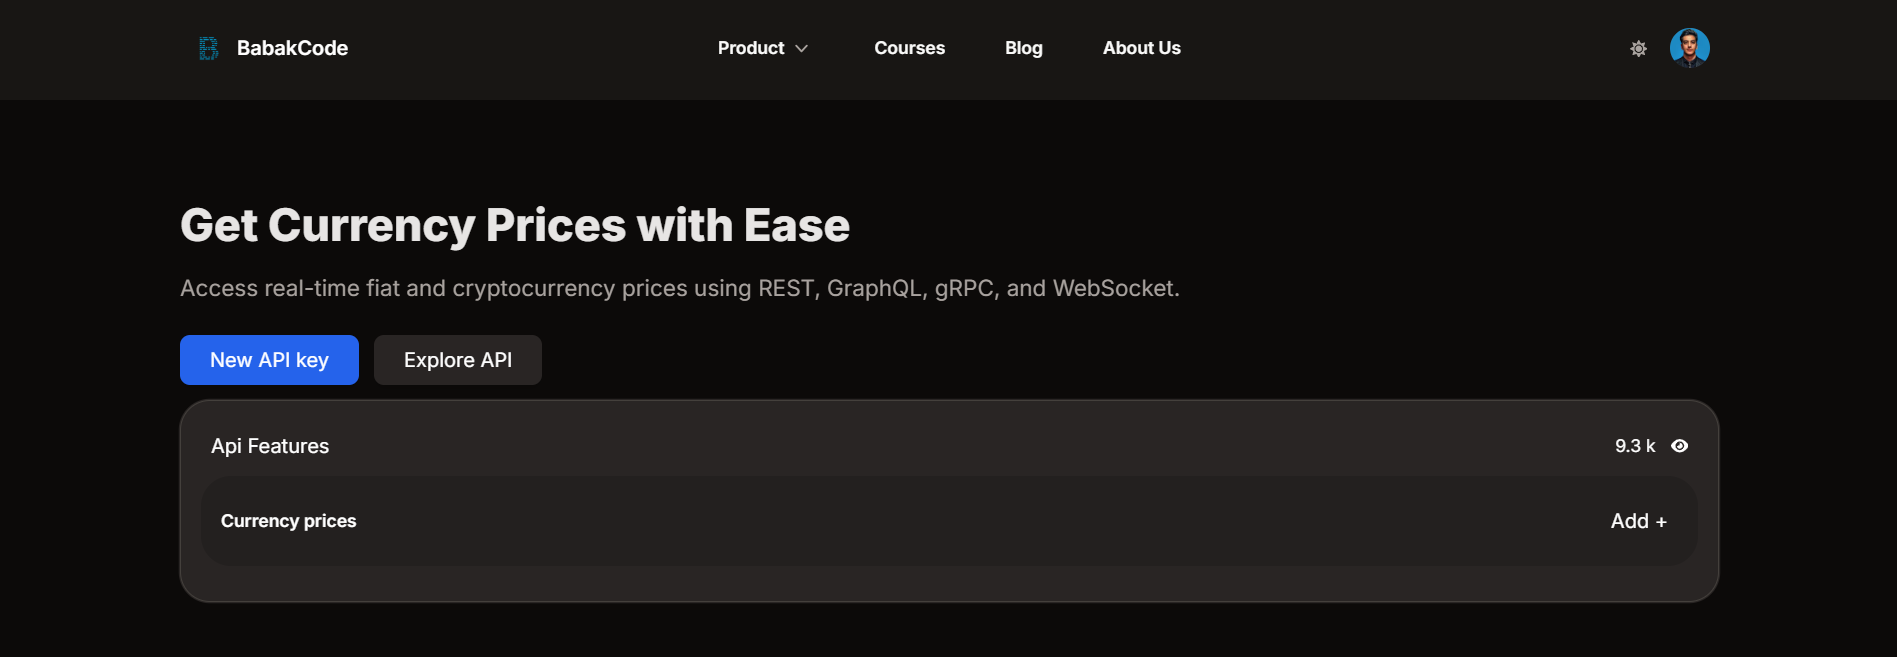 BabakCode
Product
Courses
Blog
About Us
Get Currency Prices with Ease
Access real-time fiat and cryptocurrency prices using REST, GraphQL, gRPC, and WebSocket.
New API key
Explore API
Api Features
9.3 k
Currency prices
Add +